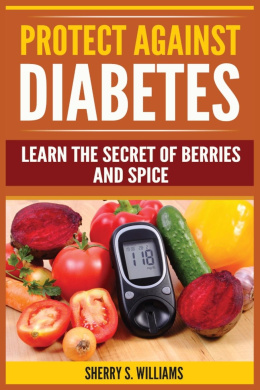 PROTECT AGAINST
DIABETES
LEARN THE SECRET OF BERRIES
AND SPICE
118
SHERRY S. WILLIAMS